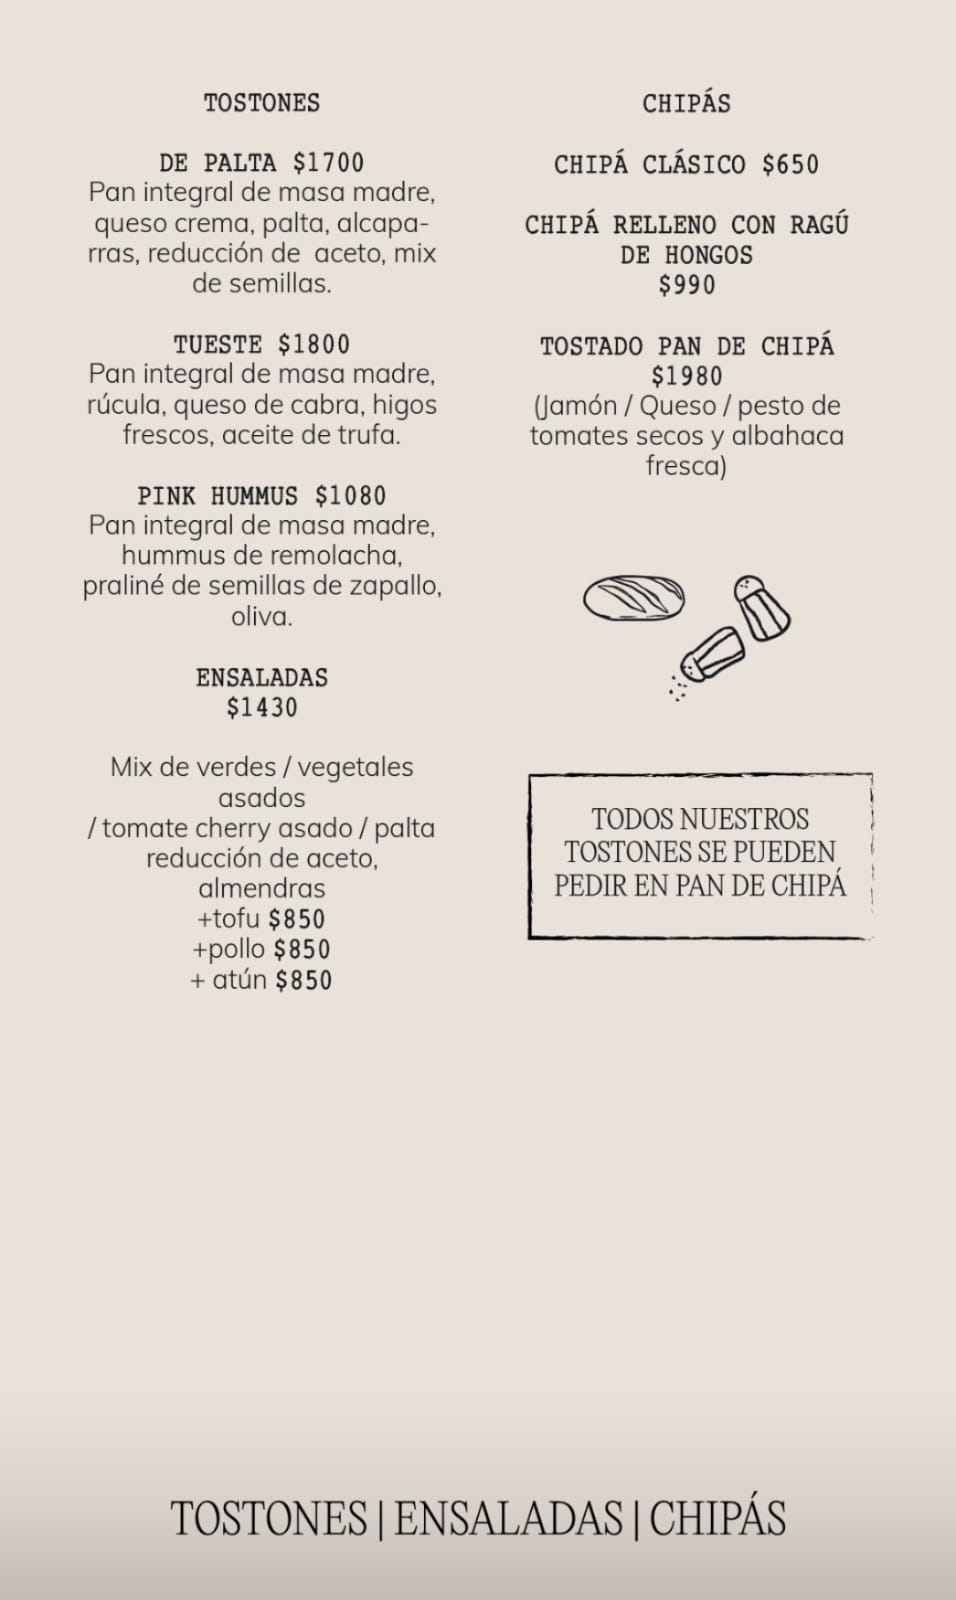 TOSTONES
DE PALTA $1700
Pan integral de masa madre,
queso crema, palta, alcapa-
rras, reducción de  aceto, mix
de semillas.
TUESTE $1800
Pan integral de masa madre,
rúcula, queso de cabra, higos
frescos, aceite de trufa.
PINK HUMMUS $1080
Pan integral de masa madre,
hummus de remolacha,
praliné de semillas de zapallo,
oliva.
ENSALADAS
$1430
Mix de verdes / vegetales
asados
/ tomate cherry asado / palta
reducción de aceto,
almendras
+tofu $850
+pollo $850
+ atún $850
CHIPÁS
CHIPÁ CLÁSICO $650
CHIPÁ RELLENO CON RAGÚ
DE HONGOS
$990
TOSTADO PAN DE CHIPÁ
$1980
(Jamón / Queso / pesto de
tomates secos y albahaca
fresca)
TODOS NUESTROS
TOSTONES SE PUEDEN
PEDIR EN PAN DE CHIPÁ
TOSTONES | ENSALADAS | CHIPÁS